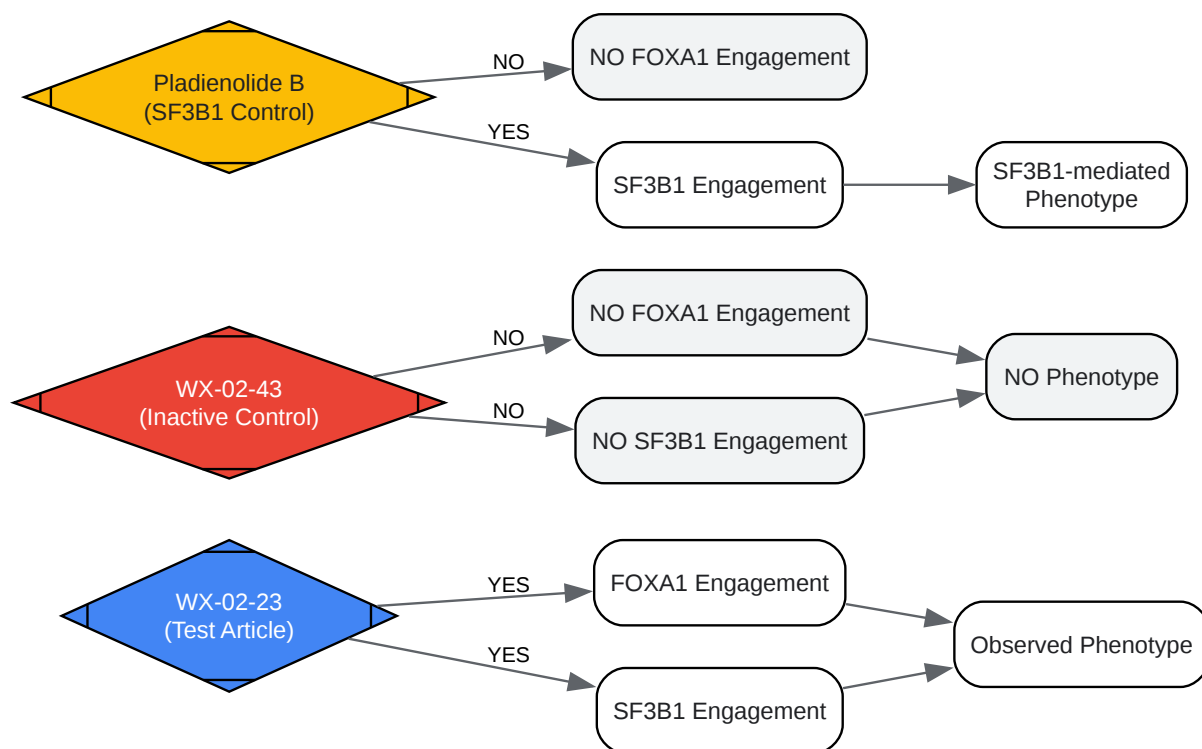 Pladienolide B
(SF3B1 Control)
NO
NO FOXA1 Engagement
YES
SF3B1 Engagement
SF3B1-mediated
Phenotype
WX-02-43
(Inactive Control)
NO
NO FOXA1 Engagement
NO
NO SF3B1 Engagement
NO Phenotype
WX-02-23
(Test Article)
YES
FOXA1 Engagement
YES
SF3B1 Engagement
Observed Phenotype